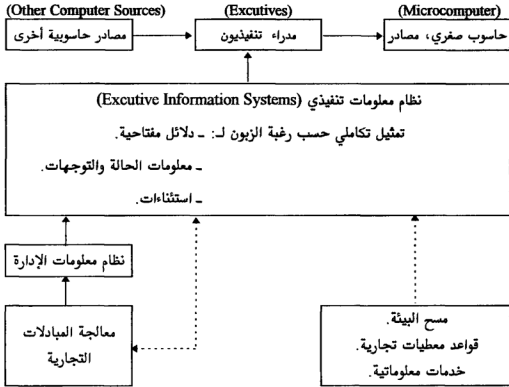 (Other Computer Sources) (Excutives) (Microcomputer)
مصادر حاسوبية أخرى
مدراء تنفيذيون
حاسوب صغري، مصادر
نظام معلومات تنفيذي (Excutive Information Systems)
تمثيل تكاملي حسب رغبة الزبون لـ: ـ دلائل مفتاحية.
ـ معلومات الحالة والتوجهات.
ـ استثناءات.
نظام معلومات الإدارة
معالجة المبادلات
التجارية
مسح البيئة.
قواعد معطيات تجارية.
خدمات معلوماتية.